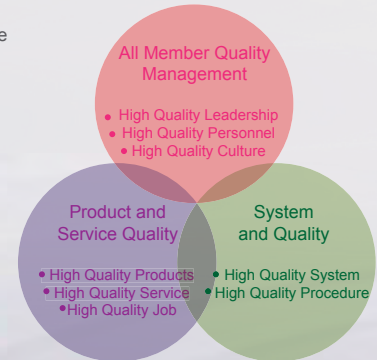 e
All Member Quality
Management
• High Quality Leadership
• High Quality Personnel
• High Quality Culture
Product and
Service Quality
• High Quality Products
• High Quality Service
•High Quality Job
System
and Quality
• High Quality System
• High Quality Procedure